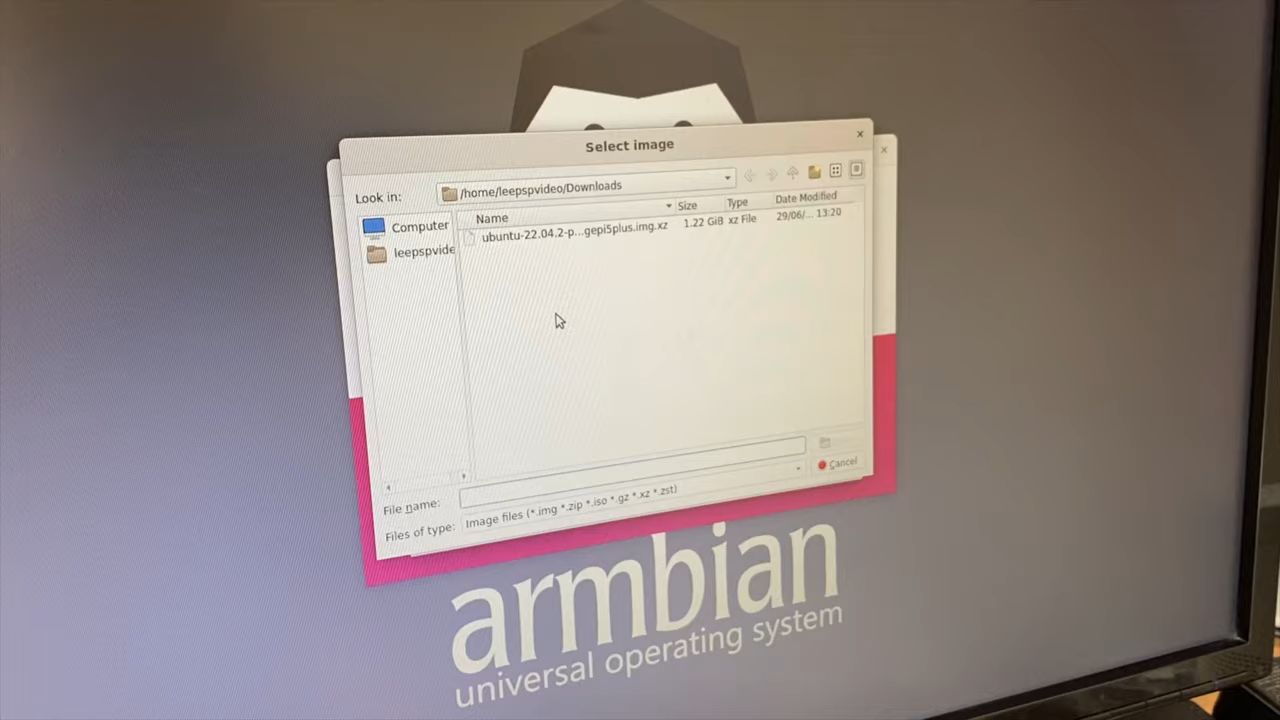 Select image
Look in: /home/leepspvideo/Downloads
Computer
leepspvide
Name Size Type Date Modified
ubuntu-22.04.2-p...gepi5plus.img.xz 1.22 GiB xz File 29/06/... 13:20
File name:
Cancel
Files of type: Image files (*.img *.zip *.iso *.gz *.xz *.zst)
armbian
universal operating system